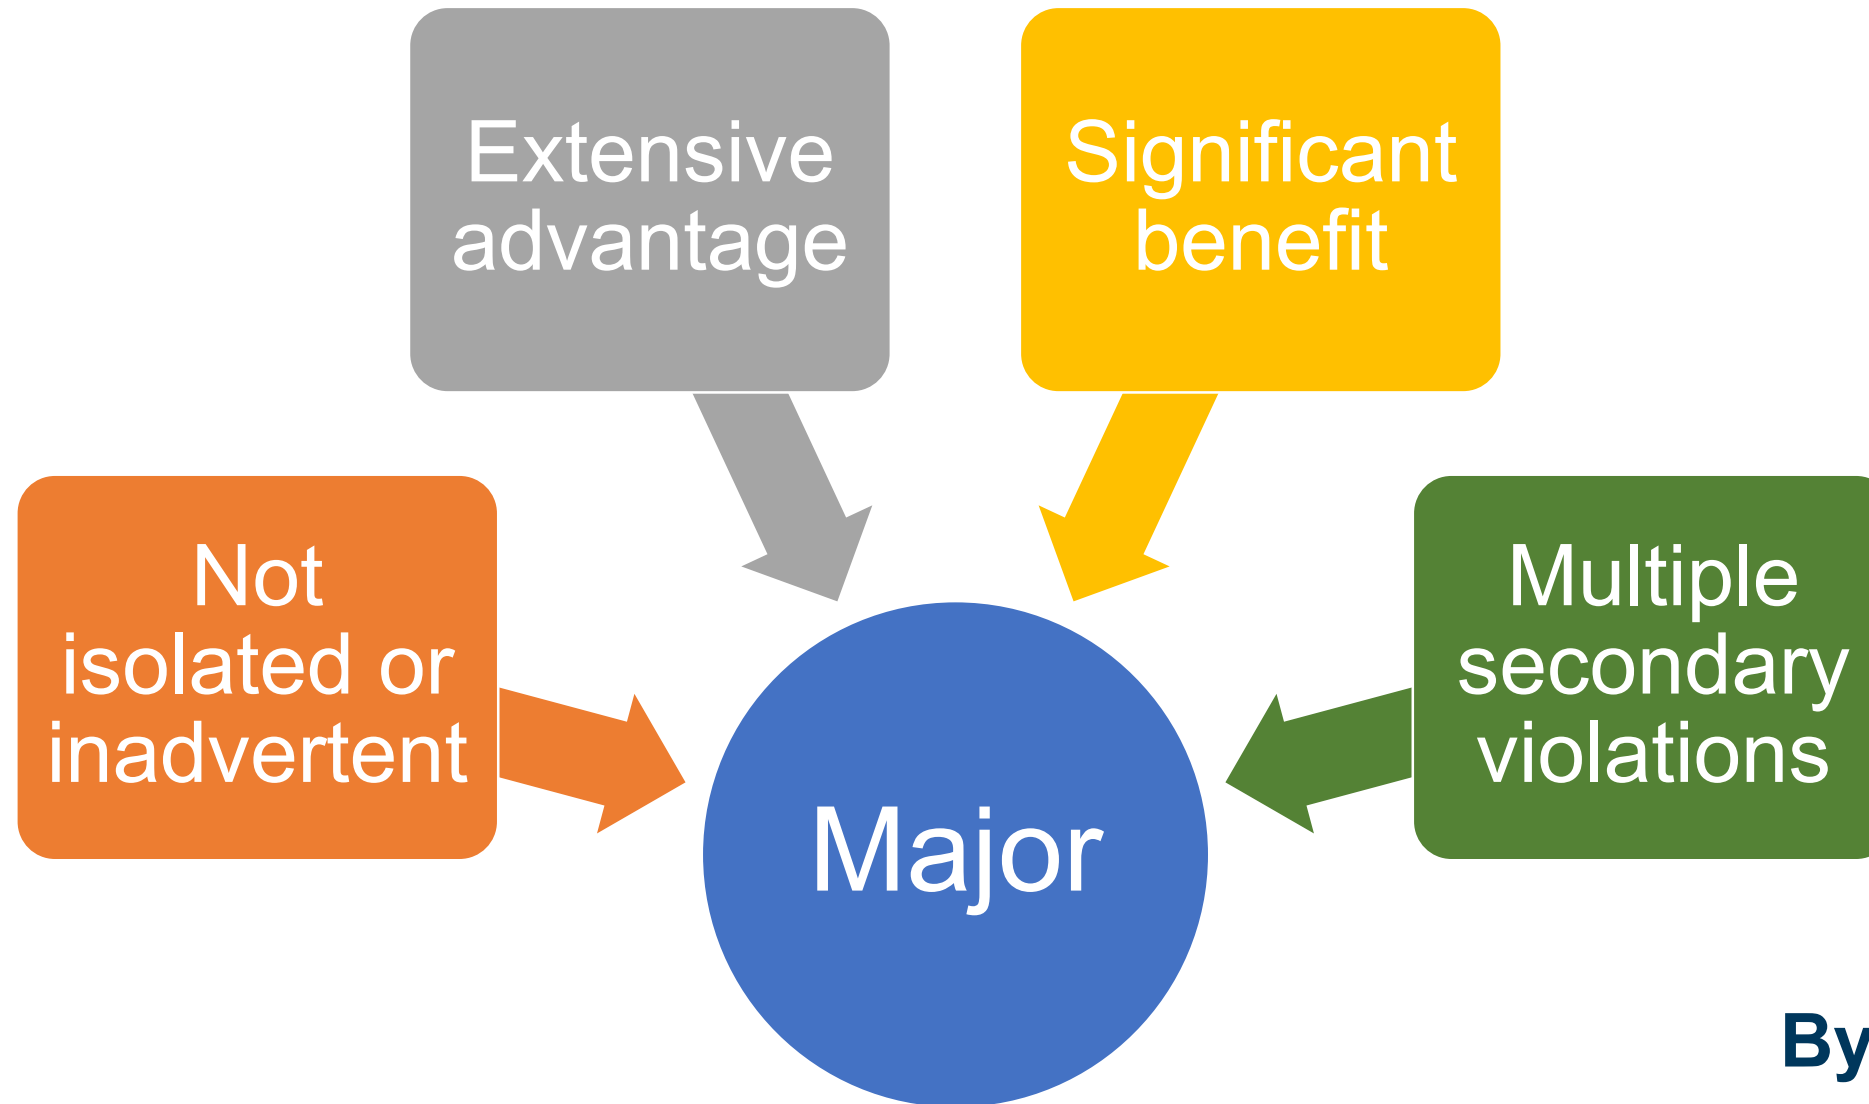 Extensive
advantage
Significant
benefit
Not
isolated or
inadvertent
Multiple
secondary
violations
Major
By